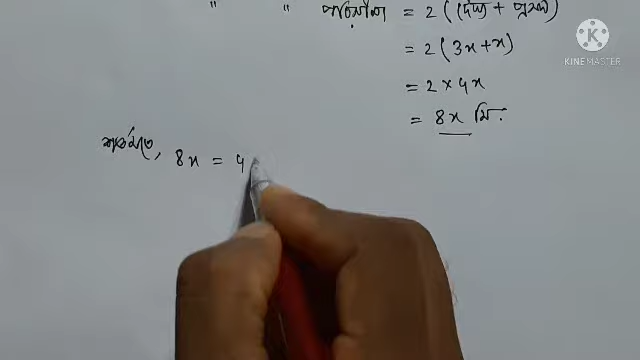 " " পরিসীমা = 2 (দৈর্ঘ্য + প্রস্থ)
= 2 (3x+x)
= 2 × 4x
= 8x মি.
শর্তমতে, 8x = 4
K
KINEMASTER